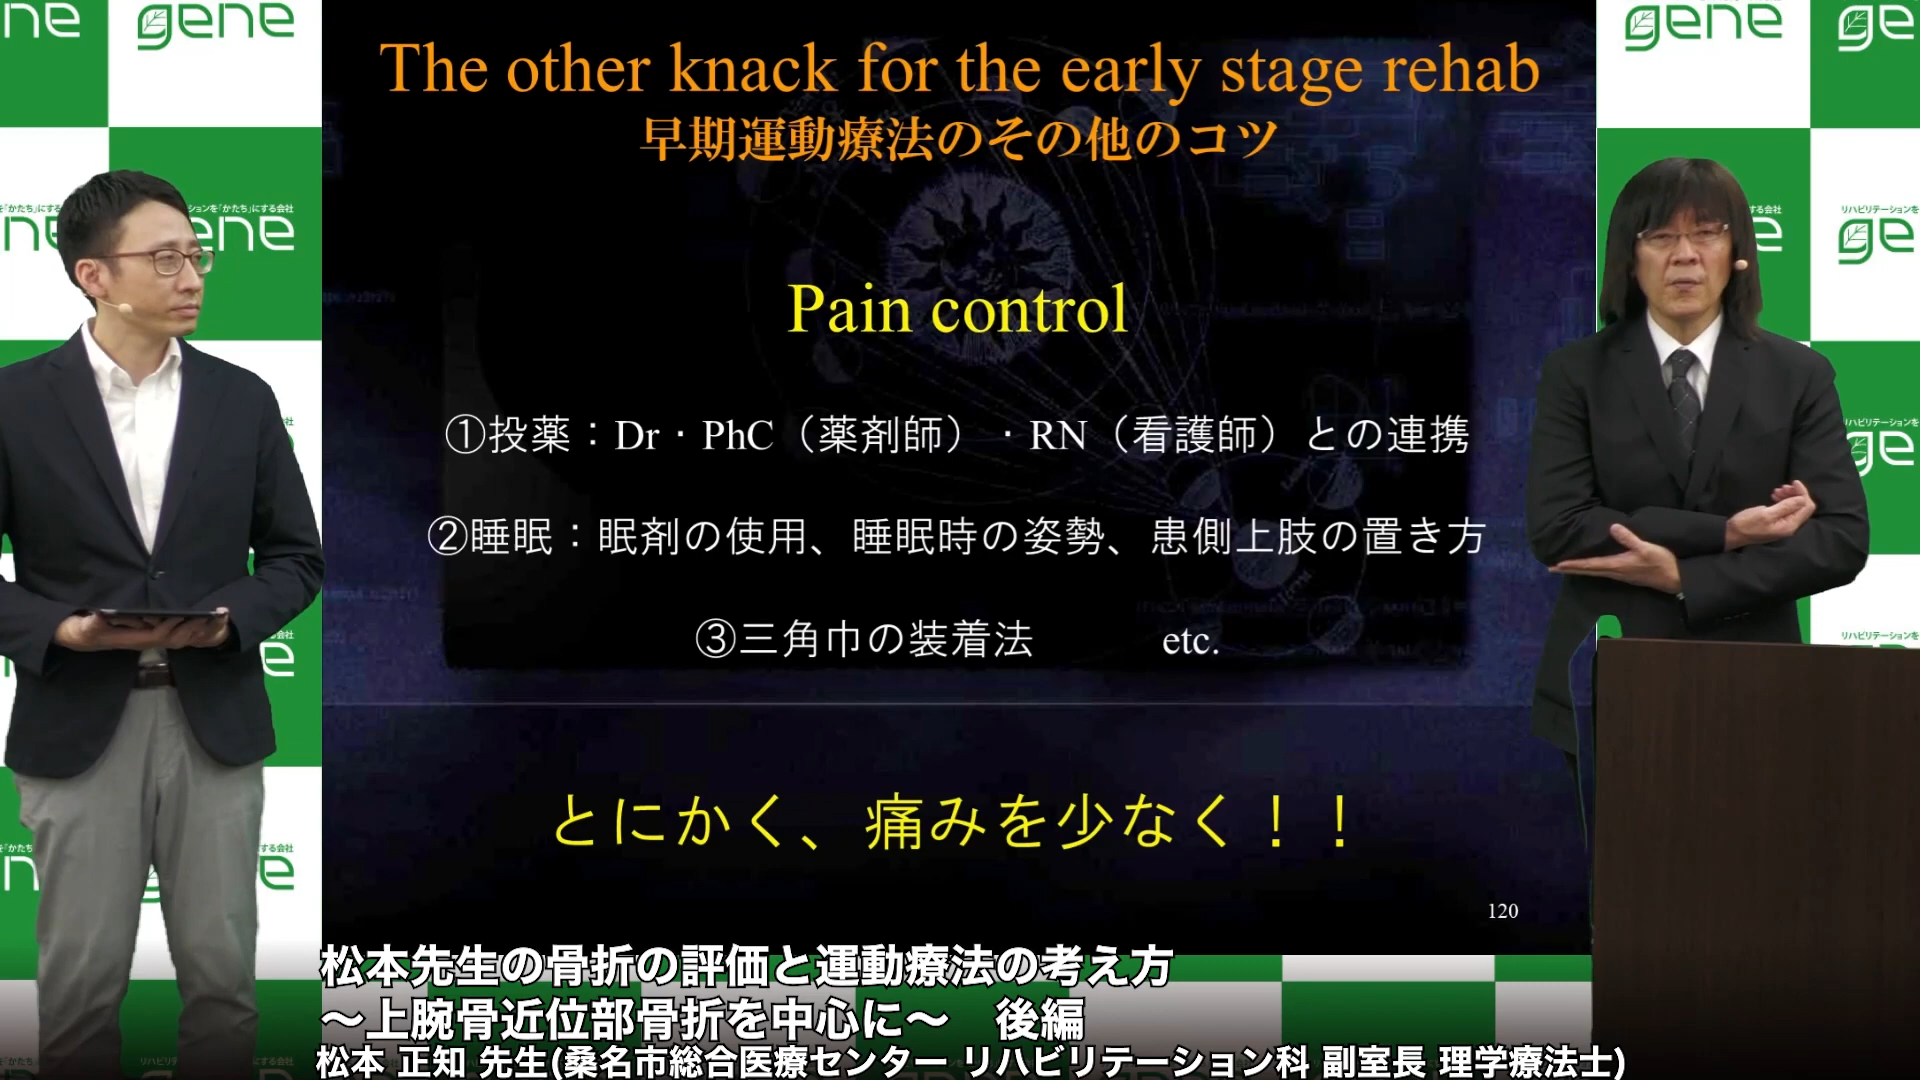 The other knack for the early stage rehab
早期運動療法のその他のコツ
Pain control
①投薬：Dr・PhC（薬剤師）・RN（看護師）との連携
②睡眠：眠剤の使用、睡眠時の姿勢、患側上肢の置き方
③三角巾の装着法　　　etc.
とにかく、痛みを少なく！！
120
松本先生の骨折の評価と運動療法の考え方
～上腕骨近位部骨折を中心に～　後編
松本 正知 先生(桑名市総合医療センター リハビリテーション科 副室長 理学療法士)
gene
gene